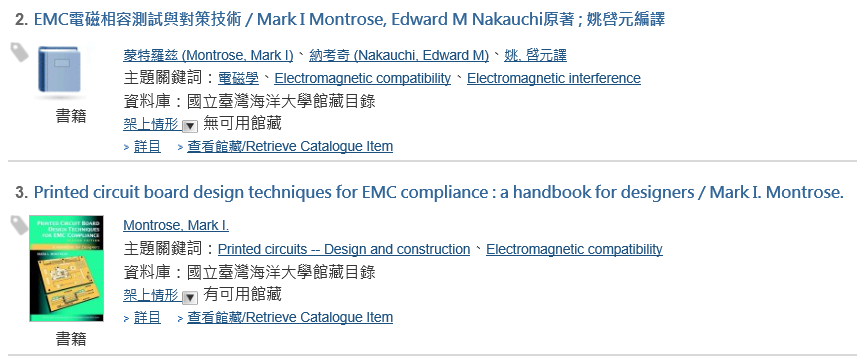 2. EMC電磁相容測試與對策技術 / Mark I Montrose, Edward M Nakauchi原著 ; 姚啓元編譯
蒙特羅茲 (Montrose, Mark I)、納考奇 (Nakauchi, Edward M)、姚, 啓元譯
主題關鍵詞：電磁學、Electromagnetic compatibility、Electromagnetic interference
資料庫：國立臺灣海洋大學館藏目錄
書籍
架上情形 無可用館藏
> 詳目 > 查看館藏/Retrieve Catalogue Item
3. Printed circuit board design techniques for EMC compliance : a handbook for designers / Mark I. Montrose.
PRINTED CIRCUIT BOARD
DESIGN TECHNIQUES
FOR EMC COMPLIANCE
Montrose, Mark I.
主題關鍵詞：Printed circuits -- Design and construction、Electromagnetic compatibility
資料庫：國立臺灣海洋大學館藏目錄
架上情形 有可用館藏
> 詳目 > 查看館藏/Retrieve Catalogue Item
書籍